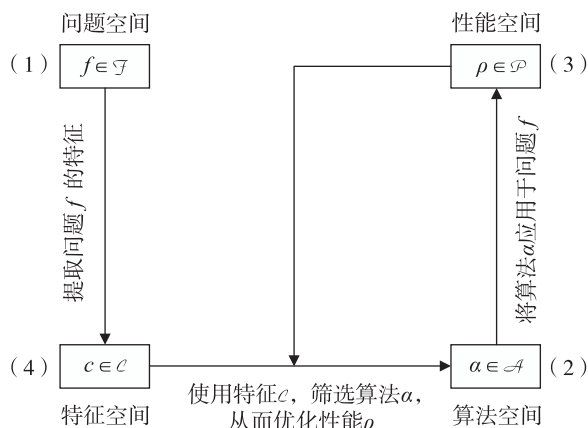 问题空间
性能空间
(1)
f∈ℱ
ρ∈𝒫
(3)
提取问题f的特征
将算法α应用于问题f
(4)
c∈𝒞
α∈𝒜
(2)
特征空间
使用特征𝒞，筛选算法α，
从而优化性能ρ
算法空间